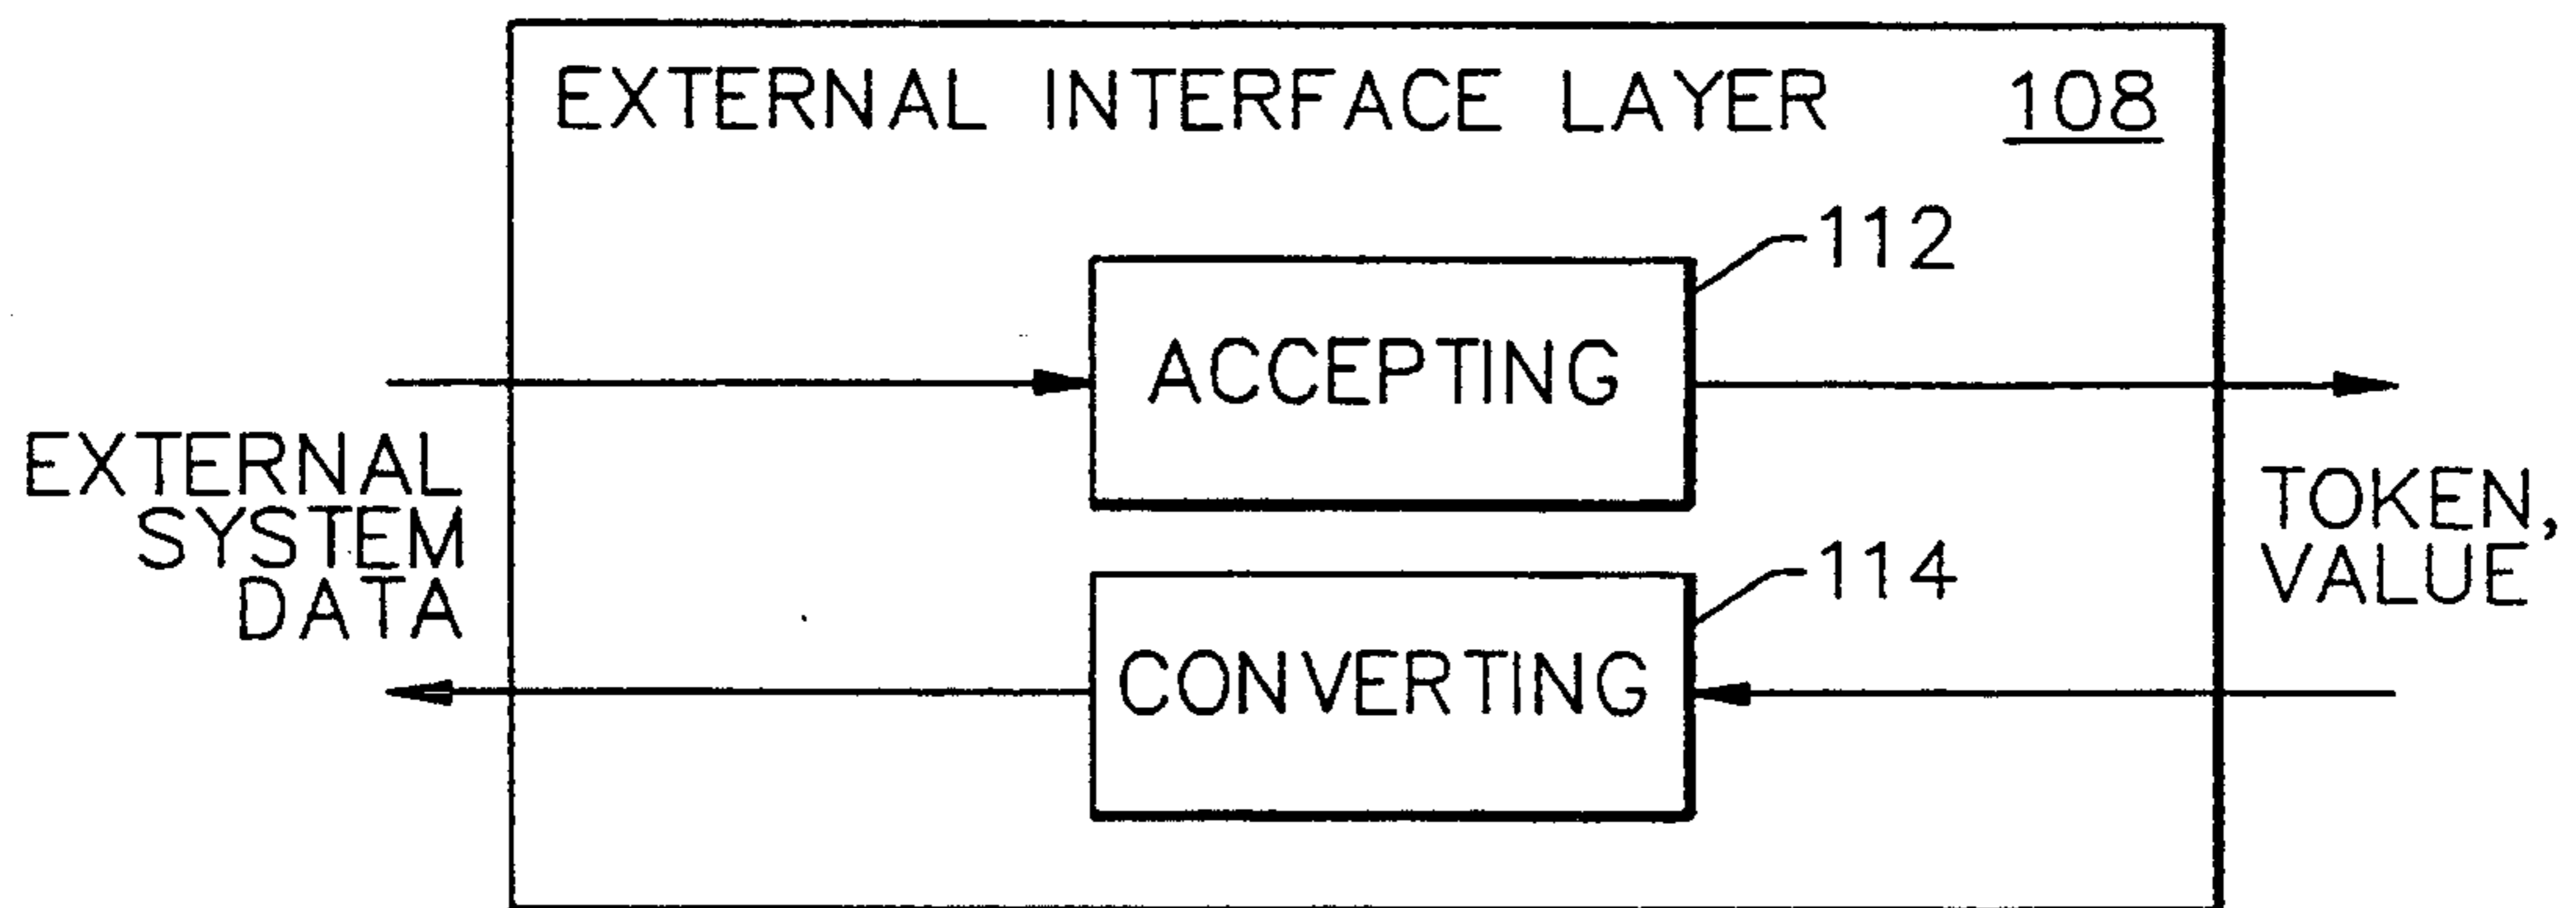 EXTERNAL INTERFACE LAYER 108
112
ACCEPTING
EXTERNAL
SYSTEM
DATA
TOKEN,
VALUE
114
CONVERTING